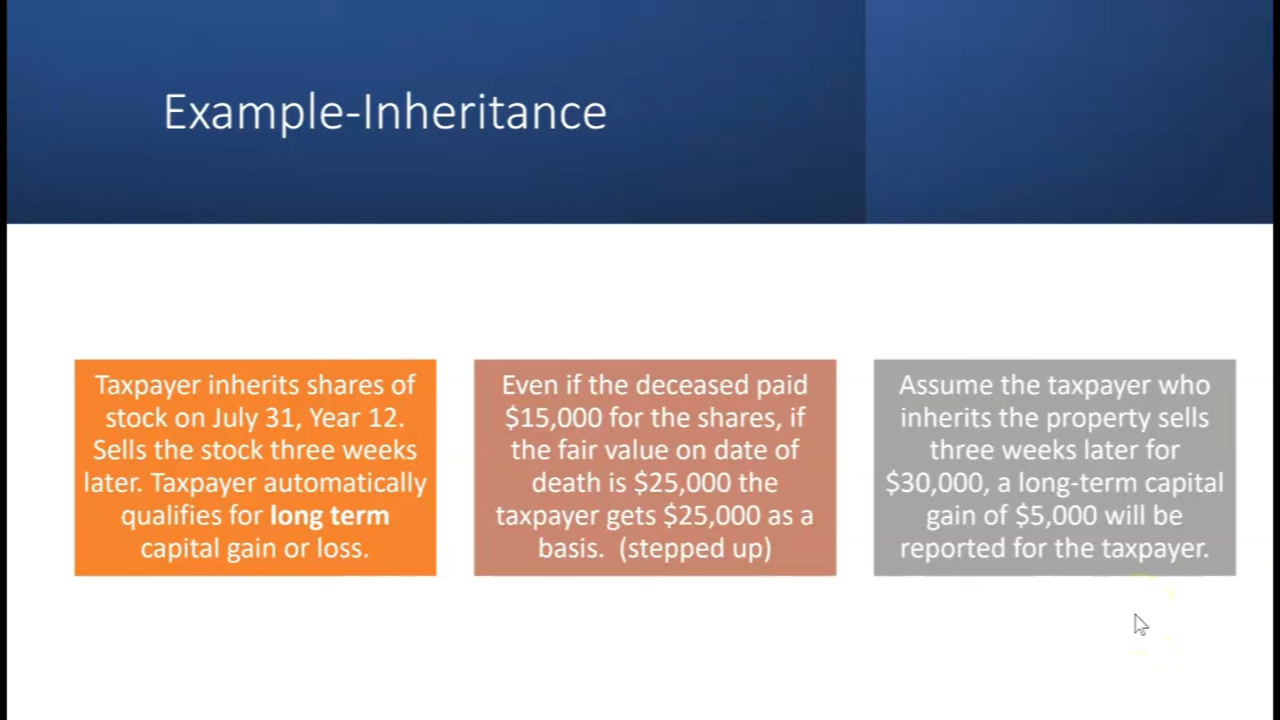 Example-Inheritance
Taxpayer inherits shares of
stock on July 31, Year 12.
Sells the stock three weeks
later. Taxpayer automatically
qualifies for long term
capital gain or loss.
Even if the deceased paid
$15,000 for the shares, if
the fair value on date of
death is $25,000 the
taxpayer gets $25,000 as a
basis. (stepped up)
Assume the taxpayer who
inherits the property sells
three weeks later for
$30,000, a long-term capital
gain of $5,000 will be
reported for the taxpayer.